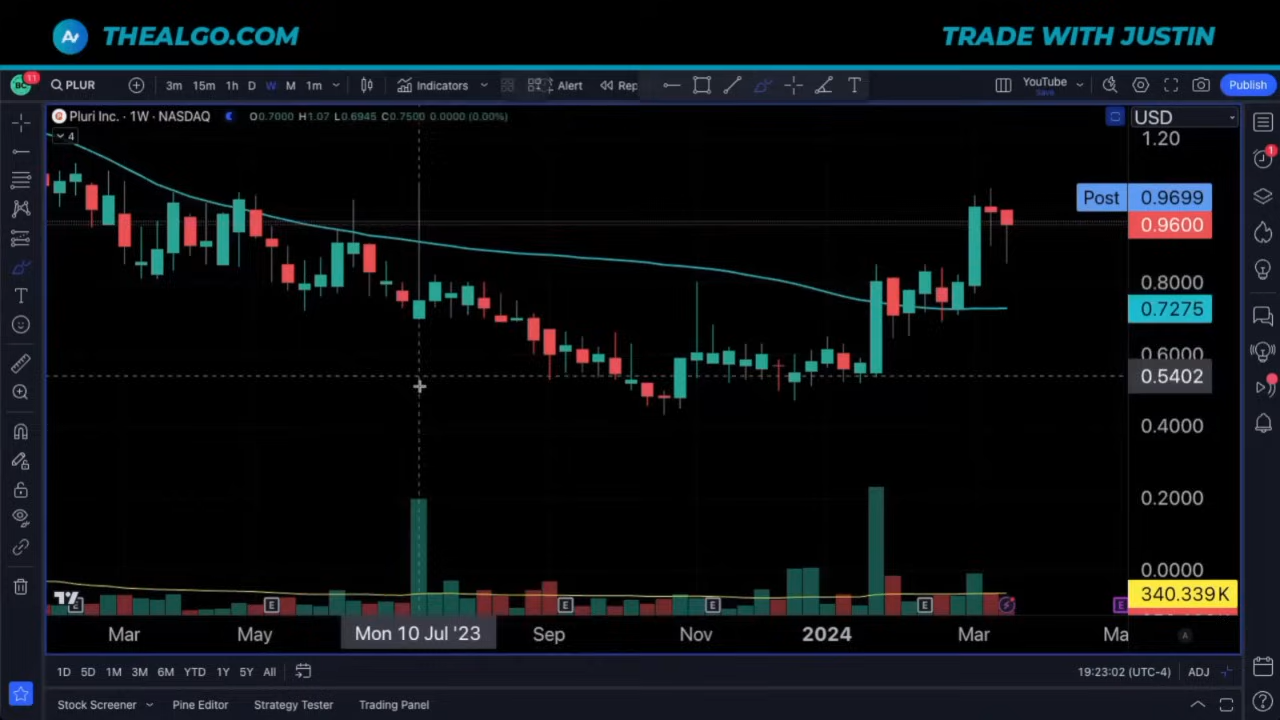 THEALGO.COM
TRADE WITH JUSTIN
11
PLUR
3m 15m 1h D W M 1m
Indicators
Alert
Rep
YouTube
Save
Publish
Pluri Inc. · 1W · NASDAQ
O0.7000 H1.07 L0.6945 C0.7500 0.0000 (0.00%)
4
USD
1.20
Post 0.9699
0.9600
0.8000
0.7275
0.6000
0.5402
0.4000
0.2000
0.0000
340.339K
E E E E E E
Mar May Mon 10 Jul '23 Sep Nov 2024 Mar Ma
A
1D 5D 1M 3M 6M YTD 1Y 5Y All
19:23:02 (UTC-4) ADJ
Stock Screener Pine Editor Strategy Tester Trading Panel
1